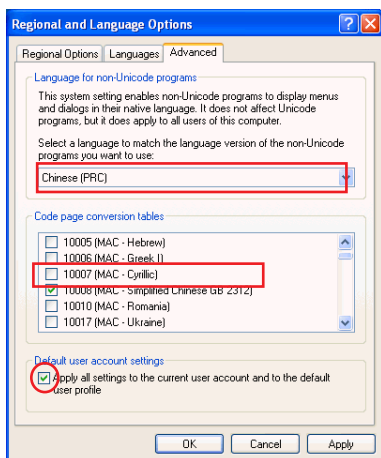 Regional and Language Options
Regional Options Languages Advanced
Language for non-Unicode programs
This system setting enables non-Unicode programs to display menus
and dialogs in their native language. It does not affect Unicode
programs, but it does apply to all users of this computer.
Select a language to match the language version of the non-Unicode
programs you want to use:
Chinese (PRC)
Code page conversion tables
10005 (MAC - Hebrew)
10006 (MAC - Greek I)
10007 (MAC - Cyrillic)
10008 (MAC - Simplified Chinese GB 2312)
10010 (MAC - Romania)
10017 (MAC - Ukraine)
Default user account settings
Apply all settings to the current user account and to the default
user profile
OK Cancel Apply